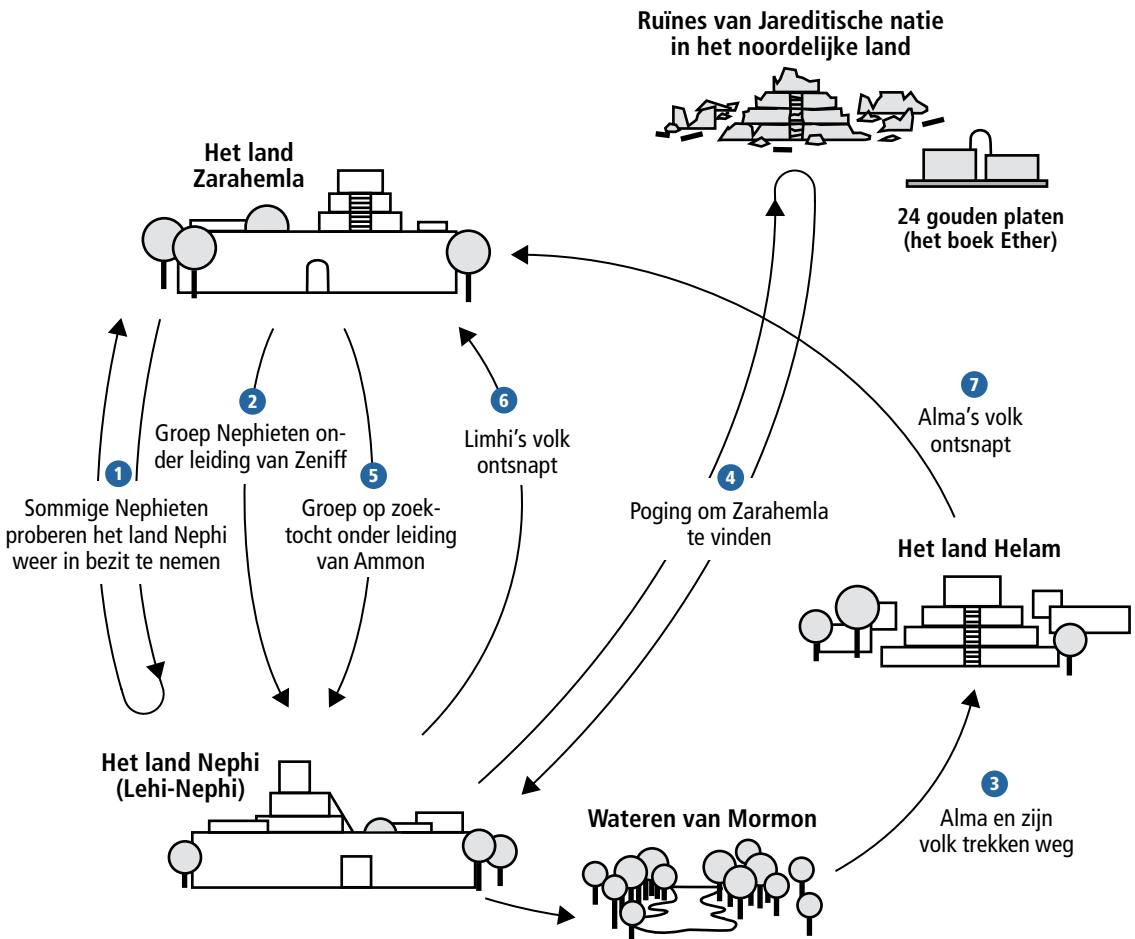 Ruïnes van Jareditische natie
in het noordelijke land
Het land
Zarahemla
24 gouden platen
(het boek Ether)
1
Sommige Nephieten
proberen het land Nephi
weer in bezit te nemen
2
Groep Nephieten on-
der leiding van Zeniff
5
Groep op zoek-
tocht onder leiding
van Ammon
6
Limhi's volk
ontsnapt
4
Poging om Zarahemla
te vinden
7
Alma's volk
ontsnapt
Het land Helam
Het land Nephi
(Lehi-Nephi)
Wateren van Mormon
3
Alma en zijn
volk trekken weg